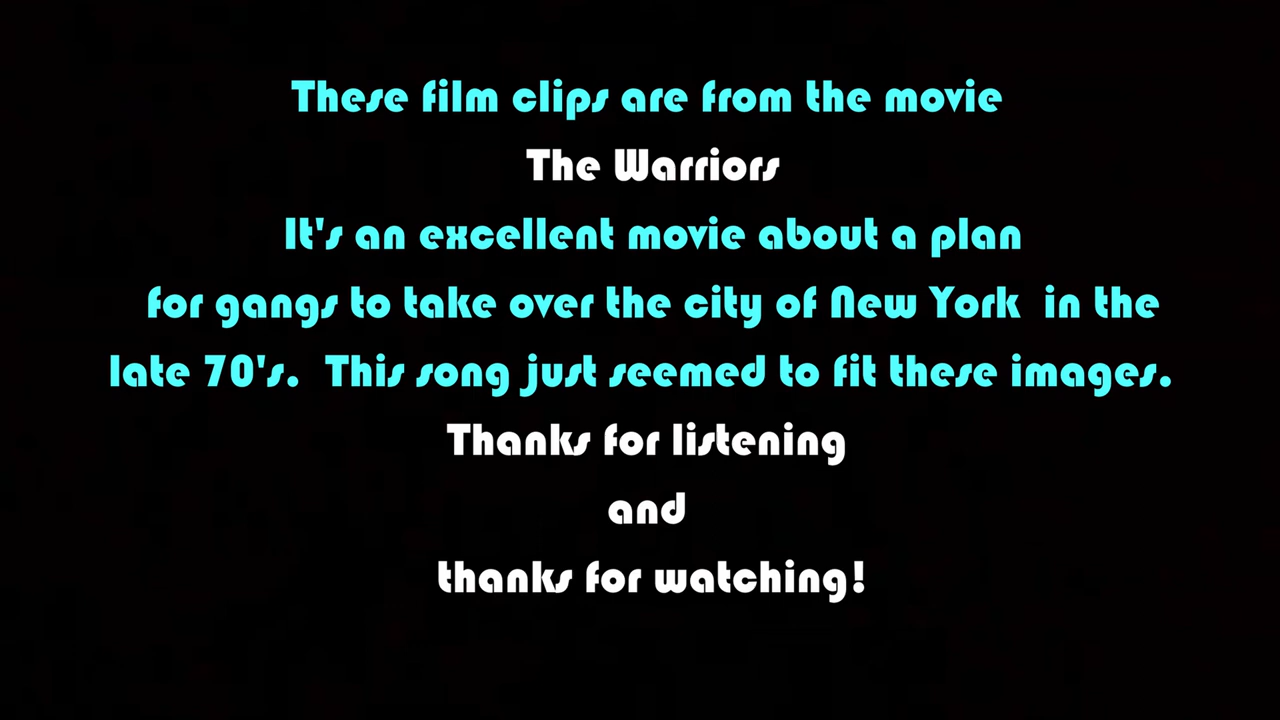 These film clips are from the movie
The Warriors
It's an excellent movie about a plan
for gangs to take over the city of New York  in the
late 70's.  This song just seemed to fit these images.
Thanks for listening
and
thanks for watching!